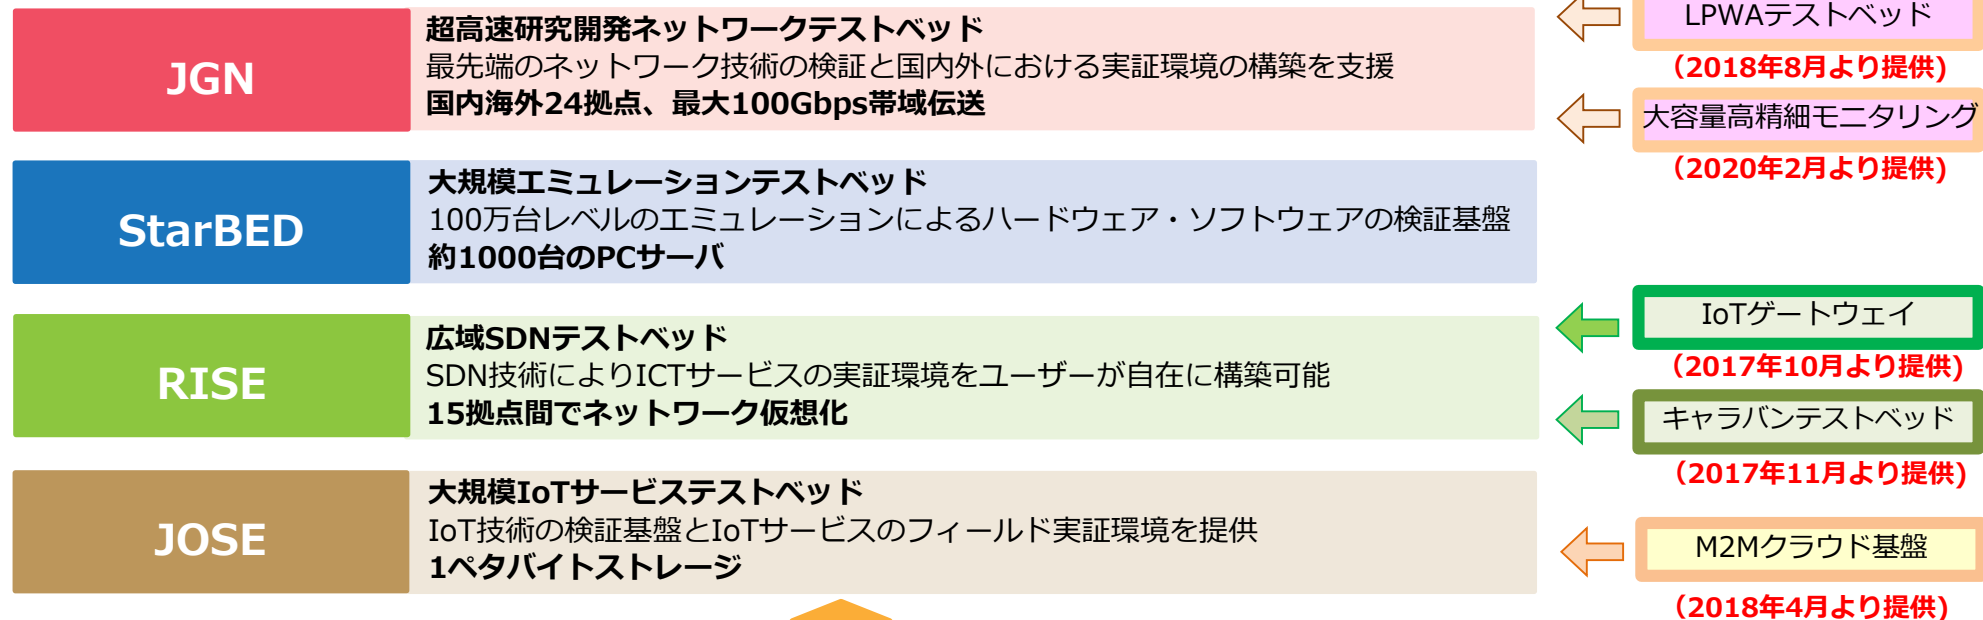 JGN
超高速研究開発ネットワークテストベッド
最先端のネットワーク技術の検証と国内外における実証環境の構築を支援
国内海外24拠点、最大100Gbps帯域伝送
LPWAテストベッド
（2018年8月より提供)
大容量高精細モニタリング
（2020年2月より提供)
StarBED
大規模エミュレーションテストベッド
100万台レベルのエミュレーションによるハードウェア・ソフトウェアの検証基盤
約1000台のPCサーバ
RISE
広域SDNテストベッド
SDN技術によりICTサービスの実証環境をユーザーが自在に構築可能
15拠点間でネットワーク仮想化
IoTゲートウェイ
（2017年10月より提供)
キャラバンテストベッド
（2017年11月より提供)
JOSE
大規模IoTサービステストベッド
IoT技術の検証基盤とIoTサービスのフィールド実証環境を提供
1ペタバイトストレージ
M2Mクラウド基盤
（2018年4月より提供)